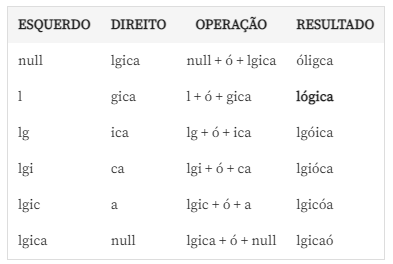 ESQUERDO DIREITO OPERAÇÃO RESULTADO
null lgica null + ó + lgica óligca
l gica l + ó + gica lógica
lg ica lg + ó + ica lgóica
lgi ca lgi + ó + ca lgióca
lgic a lgic + ó + a lgicóa
lgica null lgica + ó + null lgicaó